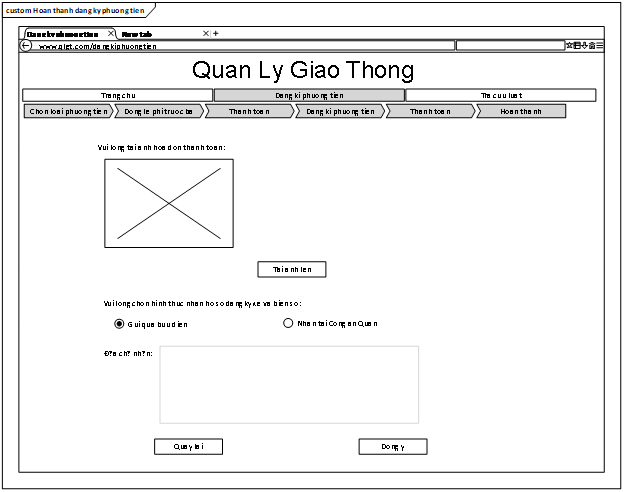 custom Hoan thanh dang ky phuong tien
Dang ky phuong tien New tab
www.qlgt.com/dangkiphuongtien
Quan Ly Giao Thong
Trang chu Dang ki phuong tien Tra cuu luat
Chon loai phuong tien Dong le phi truoc ba Thanh toan Dang ki phuong tien Thanh toan Hoan thanh
Vui long tai anh hoa don thanh toan:
Tai anh len
Vui long chon hinh thuc nhan ho so dang ky xe va bien so:
Gui qua buu dien Nhan tai Cong an Quan
Đ?a ch? nh?n:
Quay lai Dong y